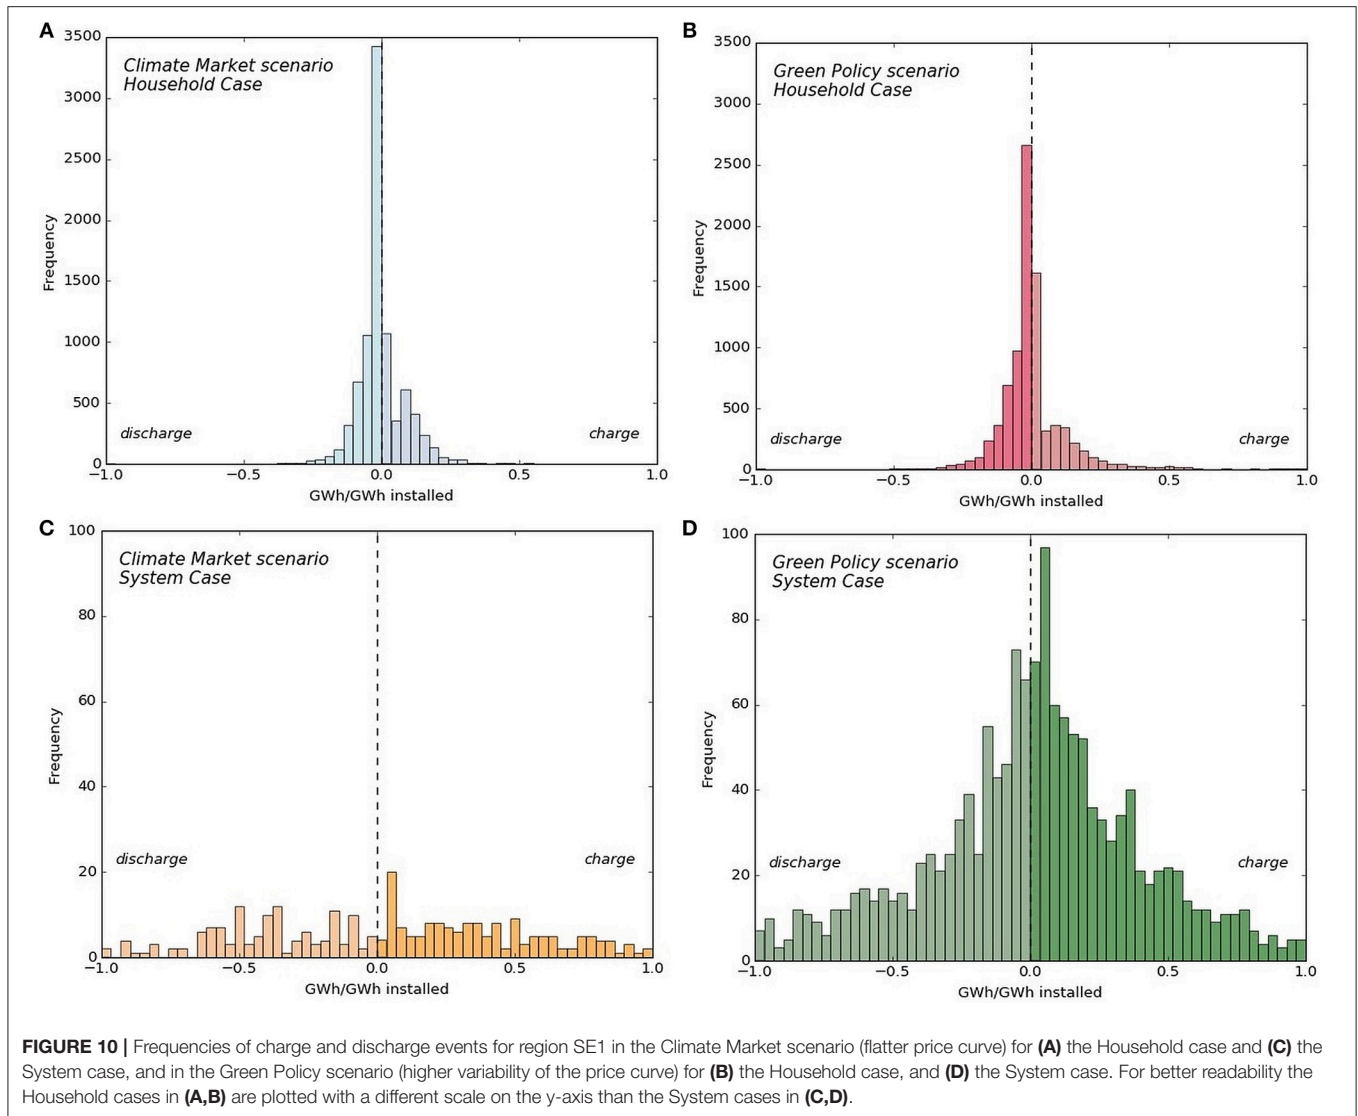 A
3500
3000
2500
2000
1500
1000
500
0
Frequency
Climate Market scenario
Household Case
discharge
charge
−1.0
−0.5
0.0
0.5
1.0
GWh/GWh installed
B
3500
3000
2500
2000
1500
1000
500
0
Frequency
Green Policy scenario
Household Case
discharge
charge
−1.0
−0.5
0.0
0.5
1.0
GWh/GWh installed
C
100
80
60
40
20
0
Frequency
Climate Market scenario
System Case
discharge
charge
−1.0
−0.5
0.0
0.5
1.0
GWh/GWh installed
D
100
80
60
40
20
0
Frequency
Green Policy scenario
System Case
discharge
charge
−1.0
−0.5
0.0
0.5
1.0
GWh/GWh installed
FIGURE 10 | Frequencies of charge and discharge events for region SE1 in the Climate Market scenario (flatter price curve) for (A) the Household case and (C) the
System case, and in the Green Policy scenario (higher variability of the price curve) for (B) the Household case, and (D) the System case. For better readability the
Household cases in (A,B) are plotted with a different scale on the y-axis than the System cases in (C,D).